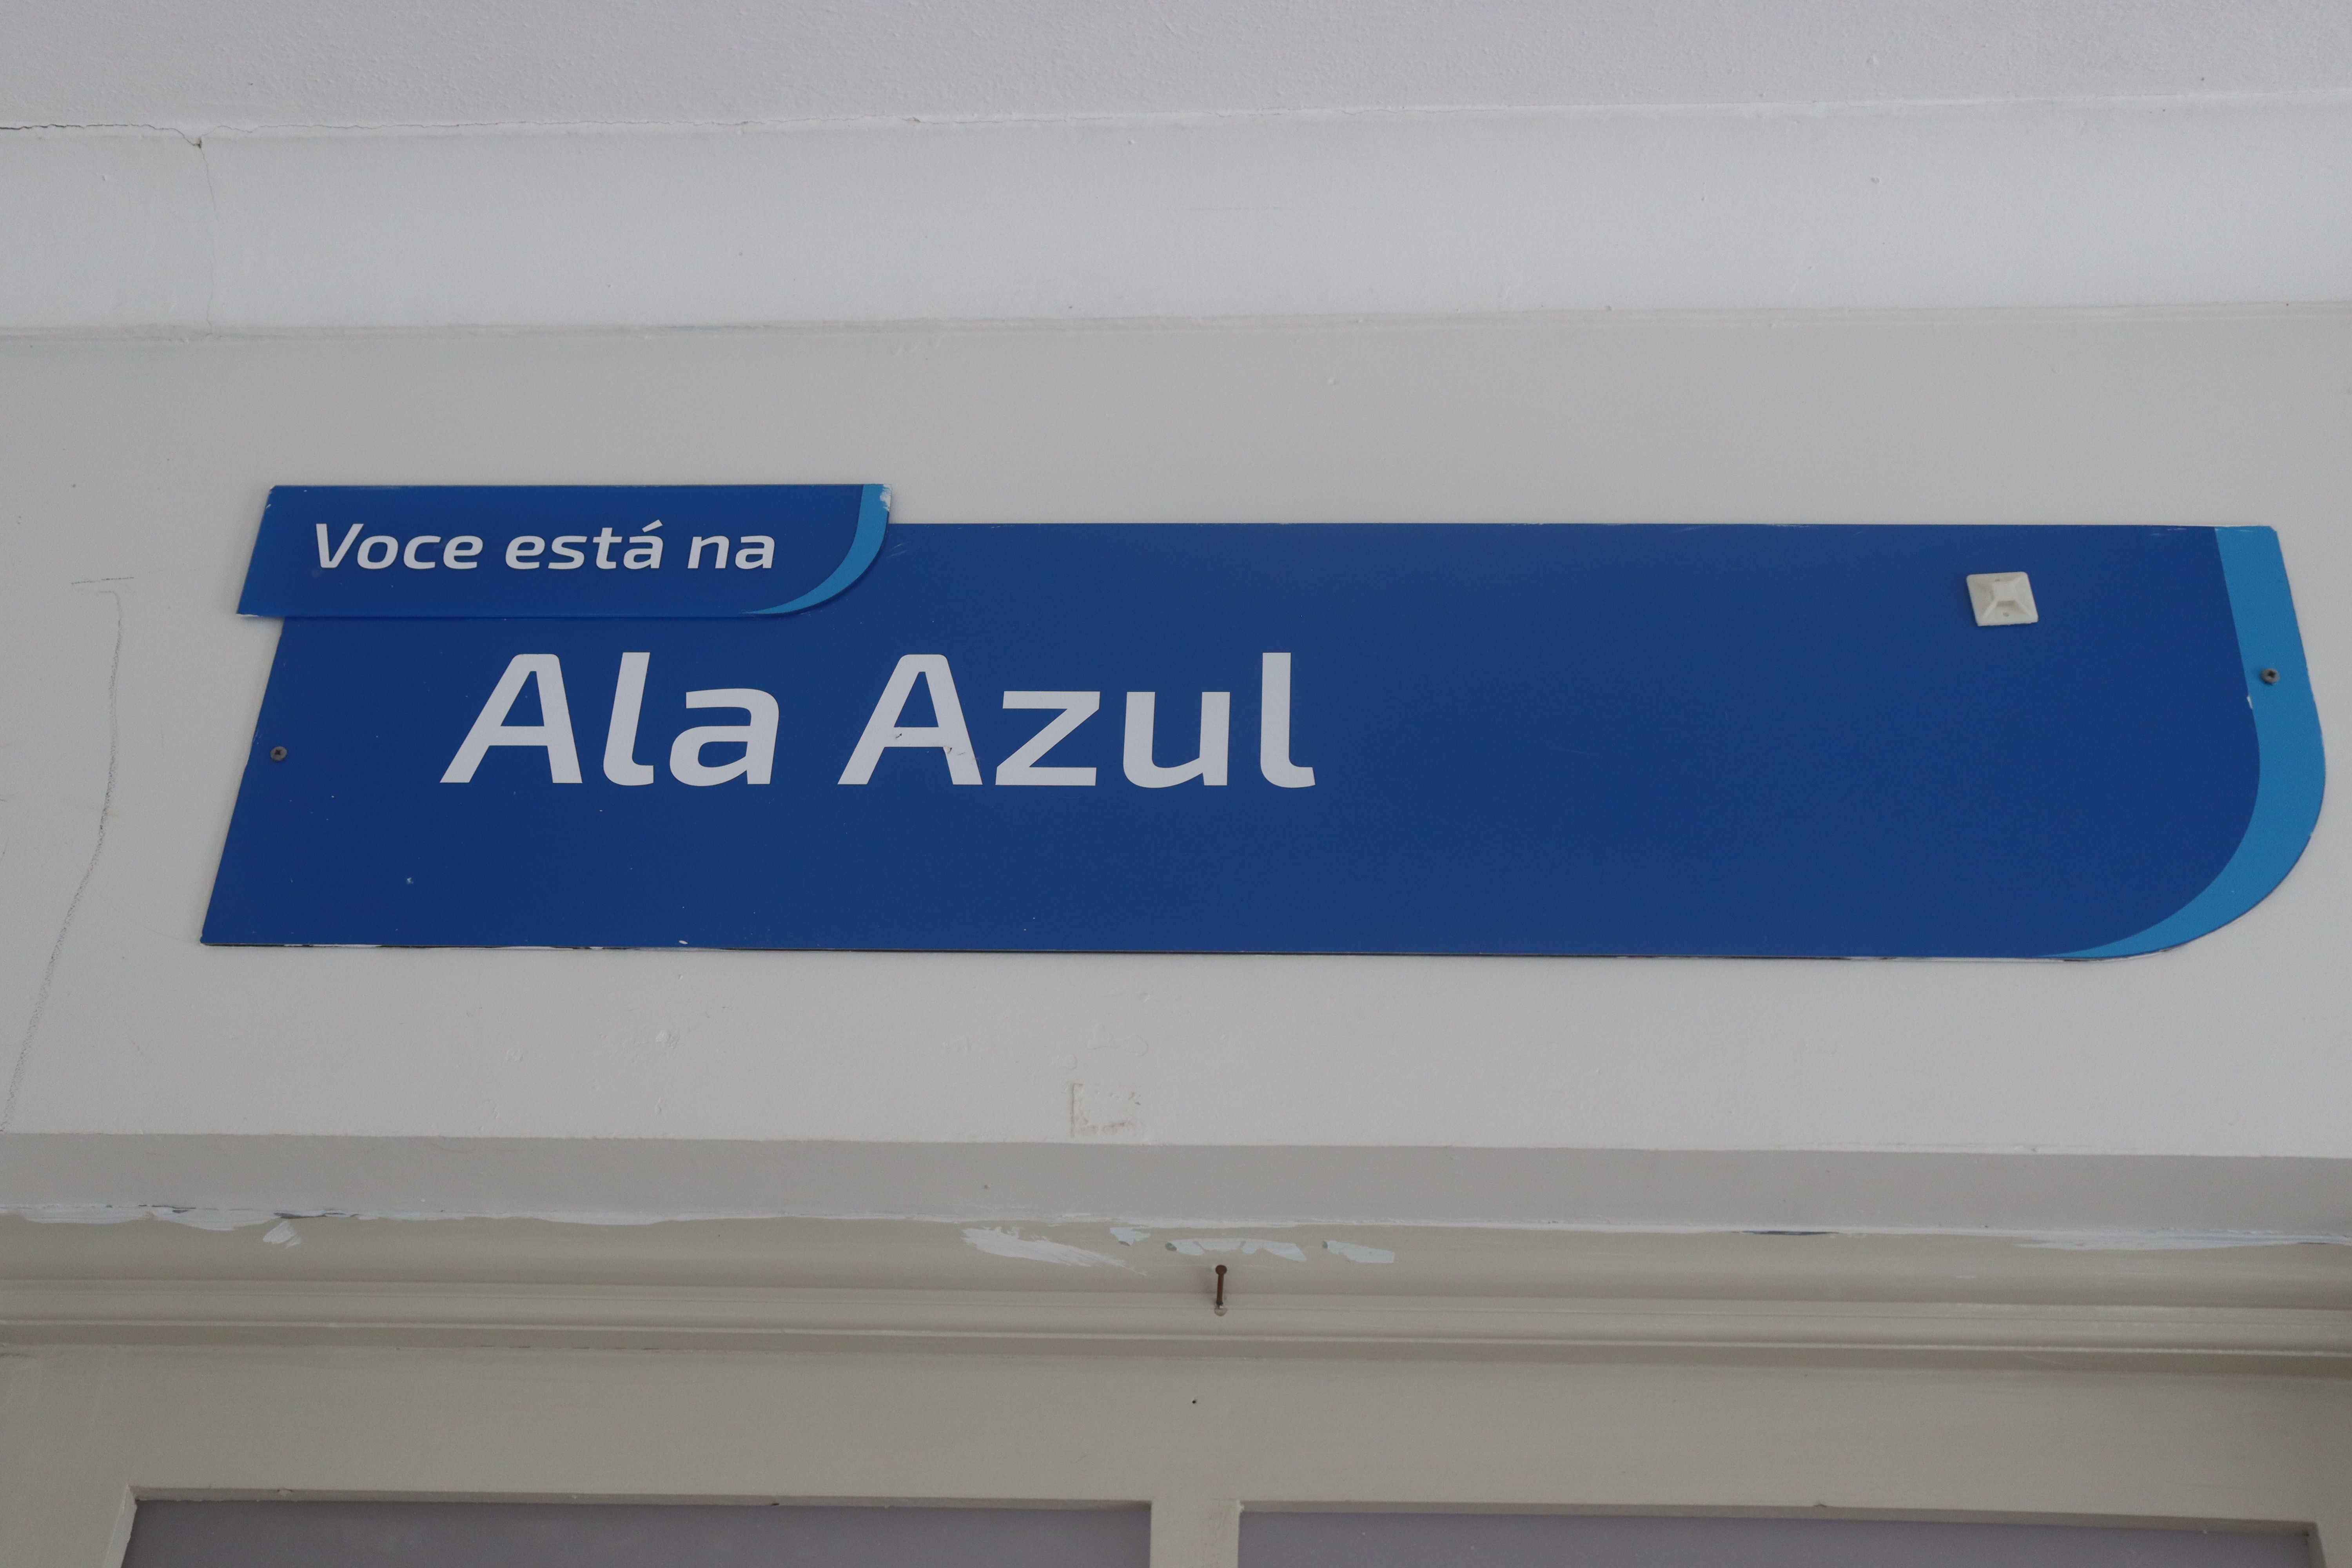 Voce está na
Ala Azul